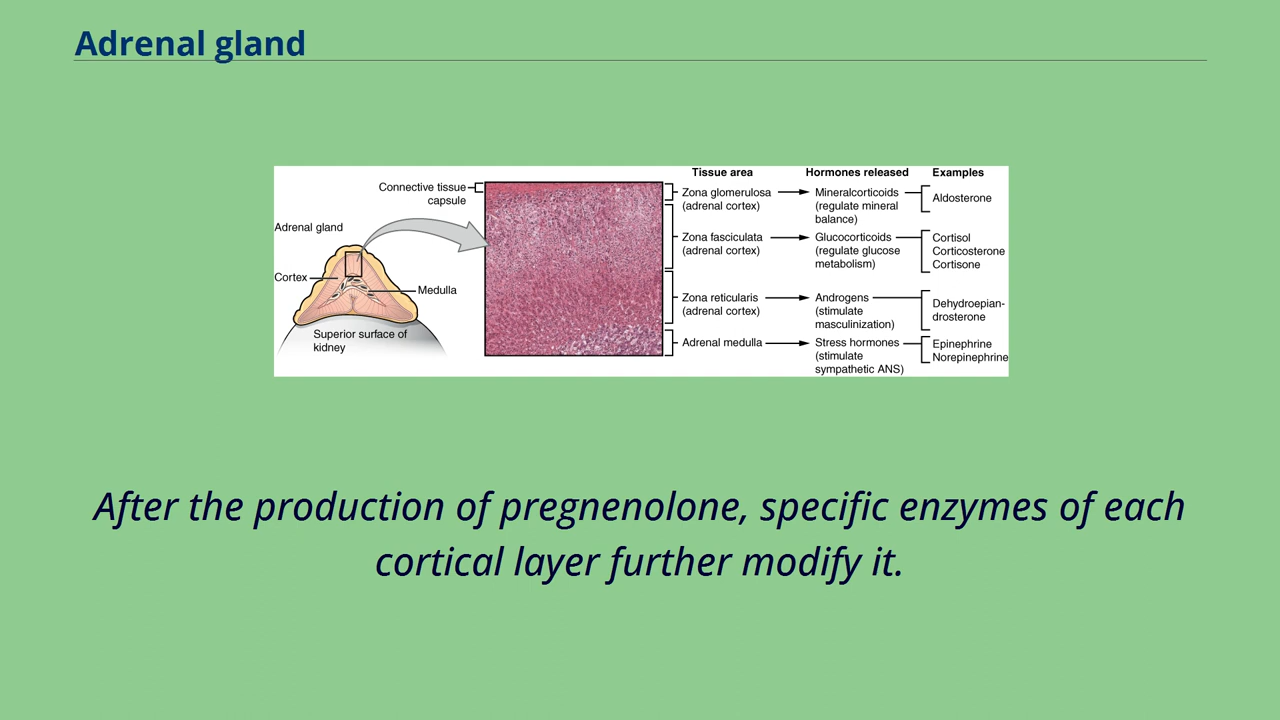 Adrenal gland
Connective tissue
capsule
Adrenal gland
Cortex
Medulla
Superior surface of
kidney
Tissue area
Hormones released
Examples
Zona glomerulosa
(adrenal cortex)
Mineralcorticoids
(regulate mineral
balance)
Aldosterone
Zona fasciculata
(adrenal cortex)
Glucocorticoids
(regulate glucose
metabolism)
Cortisol
Corticosterone
Cortisone
Zona reticularis
(adrenal cortex)
Androgens
(stimulate
masculinization)
Dehydroepian-
drosterone
Adrenal medulla
Stress hormones
(stimulate
sympathetic ANS)
Epinephrine
Norepinephrine
After the production of pregnenolone, specific enzymes of each
cortical layer further modify it.